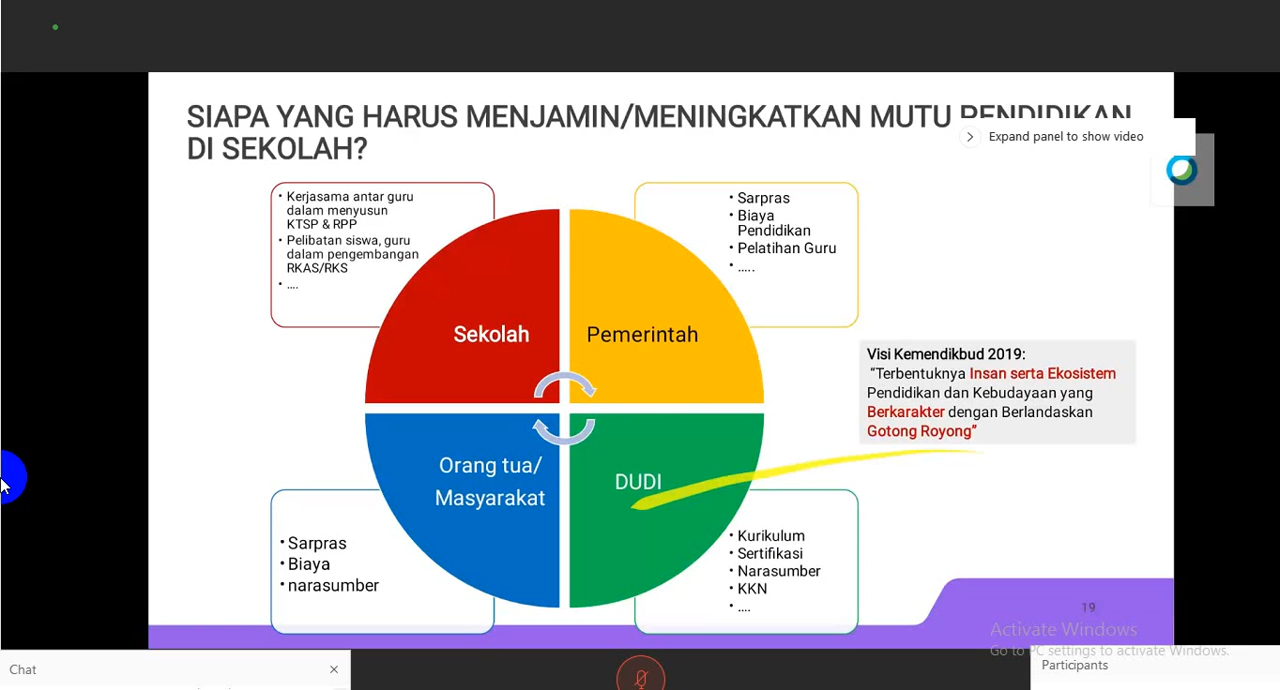 SIAPA YANG HARUS MENJAMIN/MENINGKATKAN MUTU PENDIDIKAN
DI SEKOLAH?
Expand panel to show video
• Kerjasama antar guru
dalam menyusun
KTSP & RPP
• Pelibatan siswa, guru
dalam pengembangan
RKAS/RKS
• ....
• Sarpras
• Biaya
Pendidikan
• Pelatihan Guru
• .....
Sekolah
Pemerintah
Visi Kemendikbud 2019:
“Terbentuknya Insan serta Ekosistem
Pendidikan dan Kebudayaan yang
Berkarakter dengan Berlandaskan
Gotong Royong”
Orang tua/
Masyarakat
DUDI
• Sarpras
• Biaya
• narasumber
• Kurikulum
• Sertifikasi
• Narasumber
• KKN
• ....
19
Activate Windows
Go to PC settings to activate Windows.
Chat
Participants